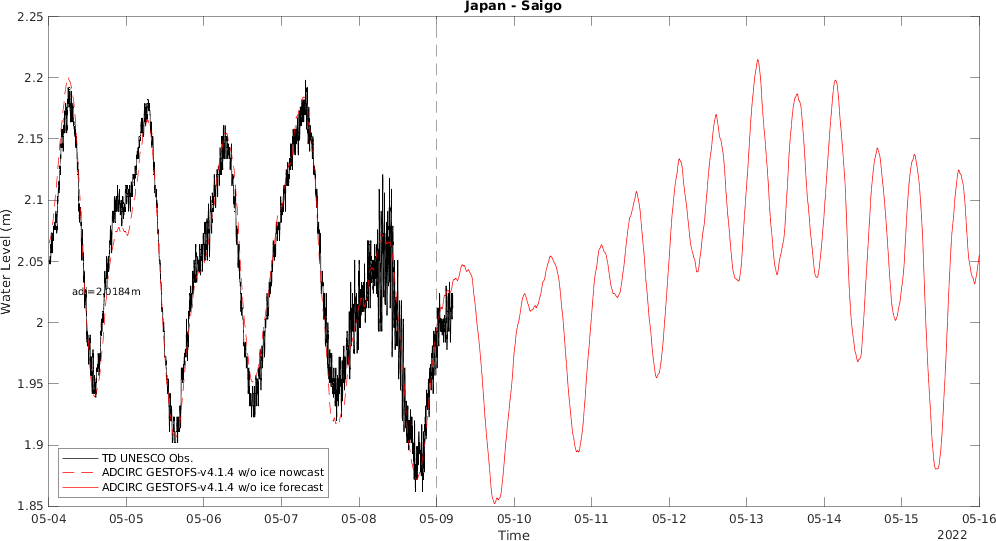 Japan - Saigo
2.25
2.2
2.15
2.1
2.05
2
1.95
1.9
1.85
Water Level (m)
adj=2.0184m
TD UNESCO Obs.
ADCIRC GESTOFS-v4.1.4 w/o ice nowcast
ADCIRC GESTOFS-v4.1.4 w/o ice forecast
05-04 05-05 05-06 05-07 05-08 05-09 05-10 05-11 05-12 05-13 05-14 05-15 05-16
Time
2022